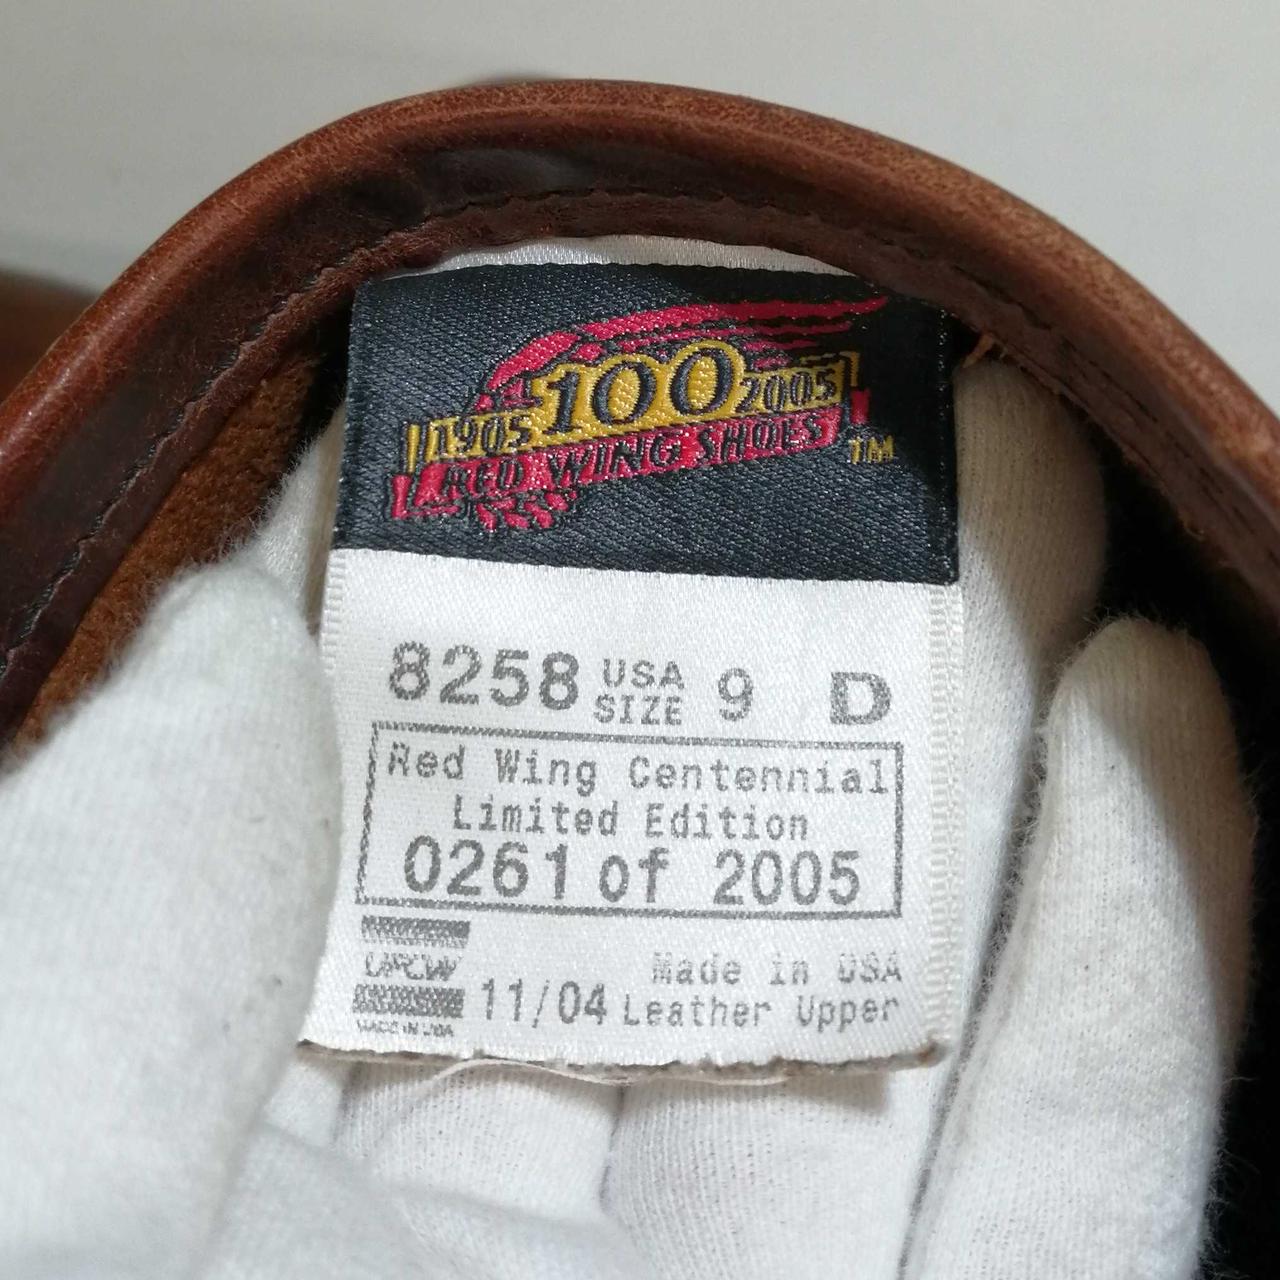 1905 100 2005
RED WING SHOES TM
8258 USA SIZE 9 D
Red Wing Centennial
Limited Edition
0261 of 2005
UFCW
MADE IN USA
11/04
Made in USA
Leather Upper